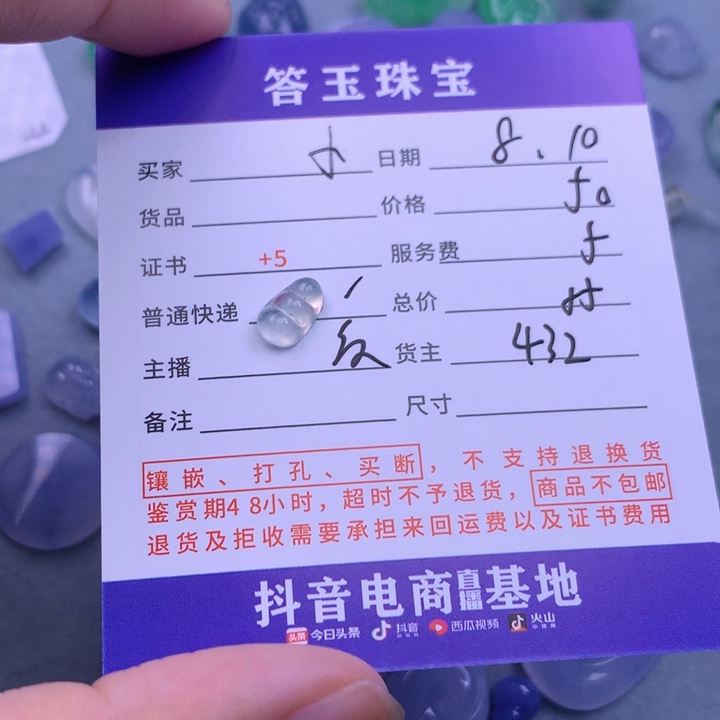 答玉珠宝
买家 日期 8.10
货品 价格 50
证书 +5 服务费 5
普通快递 总价
主播 货主 432
备注 尺寸
镶嵌、打孔、买断,不支持退换货
鉴赏期48小时,超时不予退货,商品不包邮
退货及拒收需要承担来回运费以及证书费用
抖音电商直播基地
头条 今日头条 抖音 西瓜视频 火山